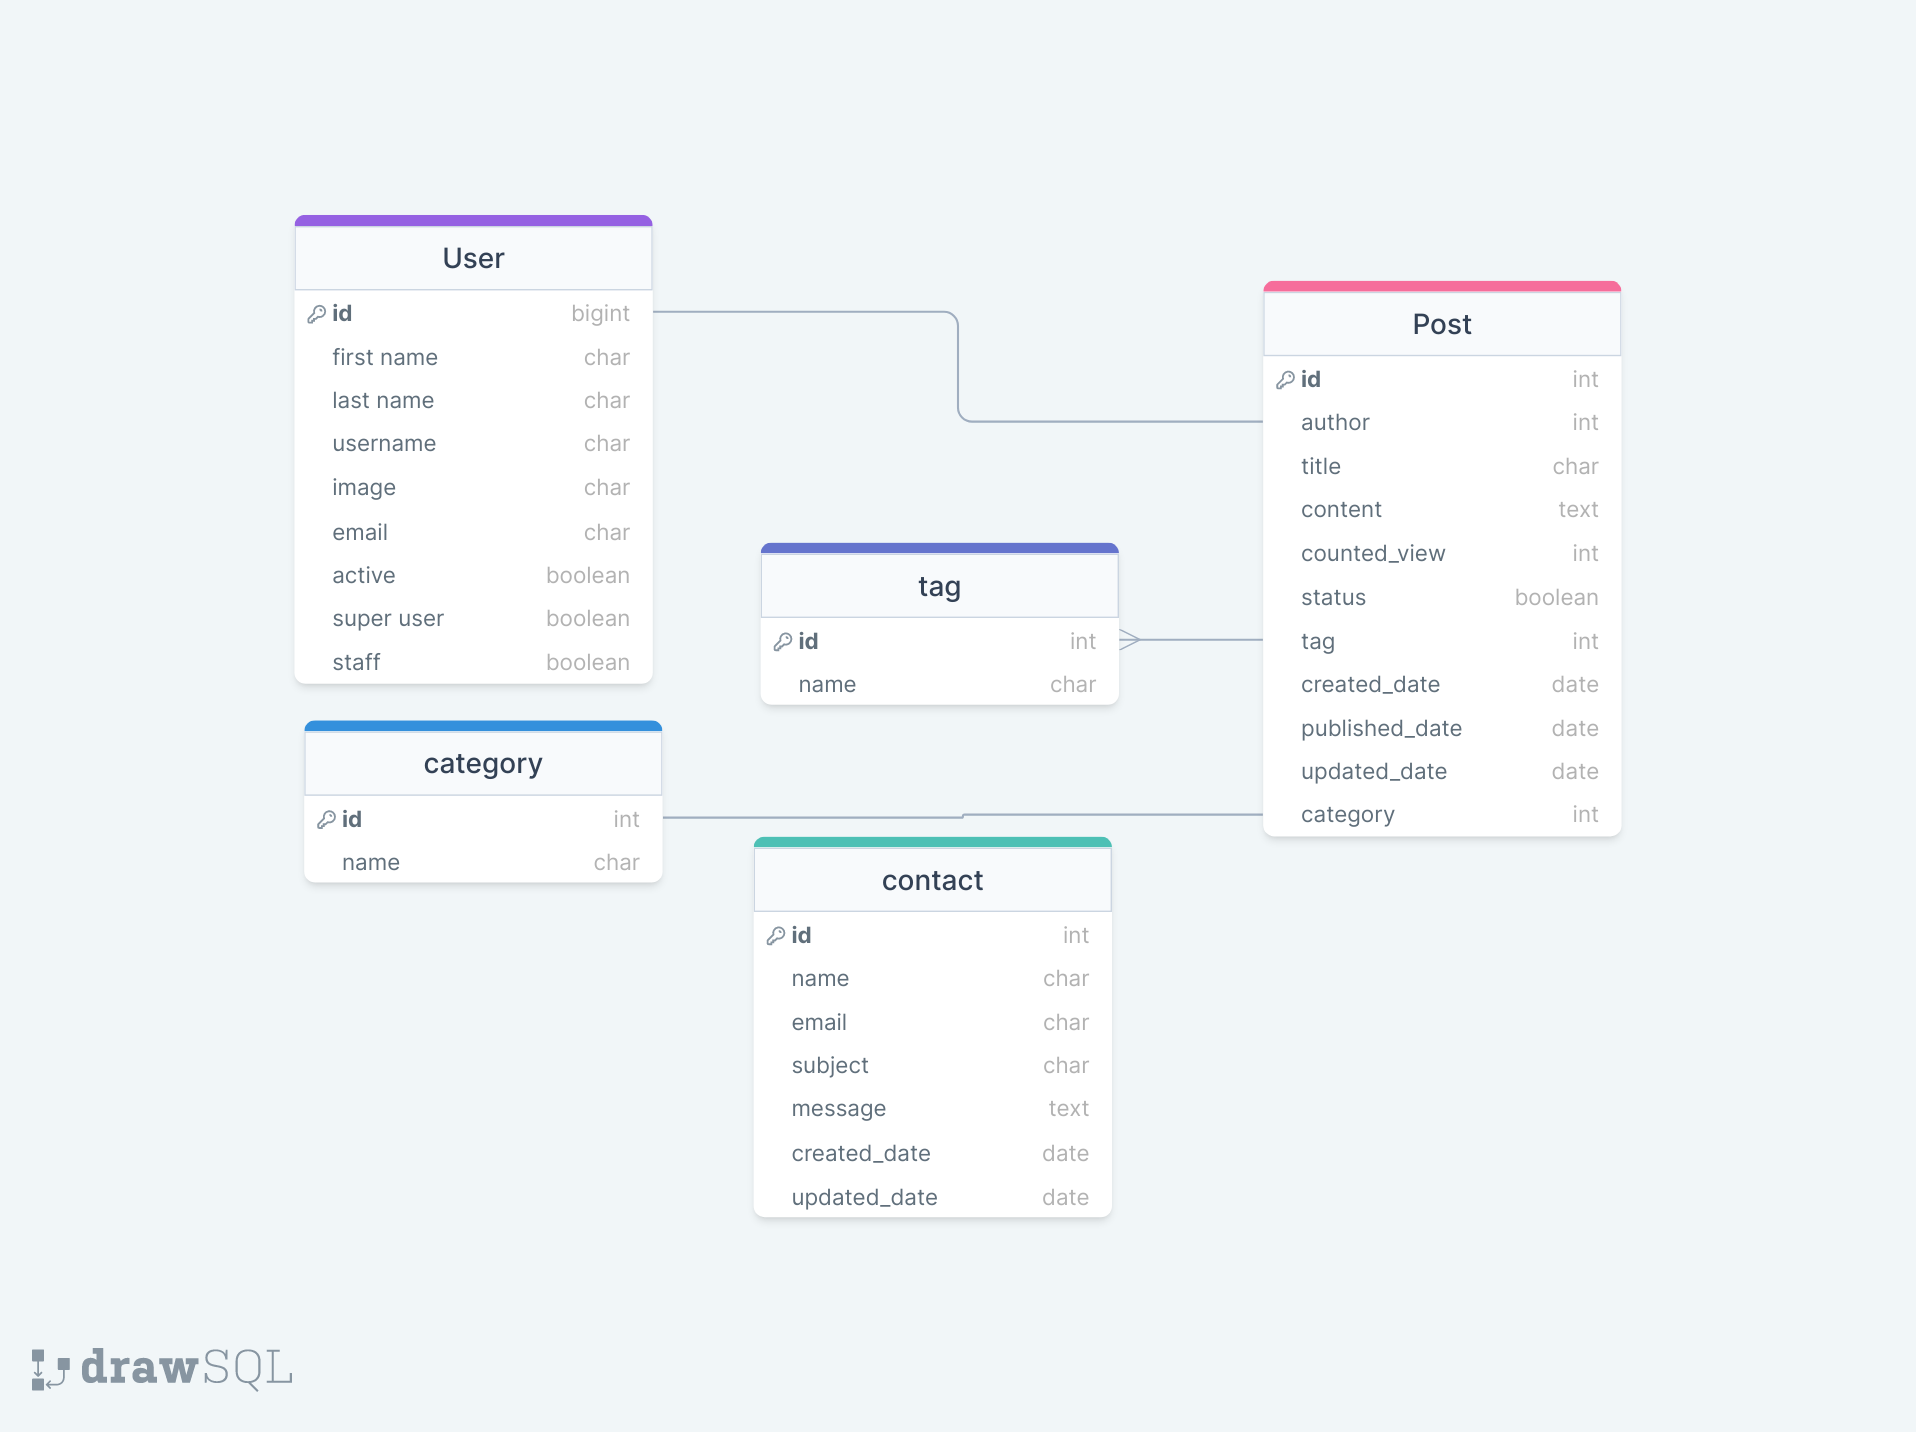 User
id bigint
first name char
last name char
username char
image char
email char
active boolean
super user boolean
staff boolean
Post
id int
author int
title char
content text
counted_view int
status boolean
tag int
created_date date
published_date date
updated_date date
category int
tag
id int
name char
category
id int
name char
contact
id int
name char
email char
subject char
message text
created_date date
updated_date date
drawSQL